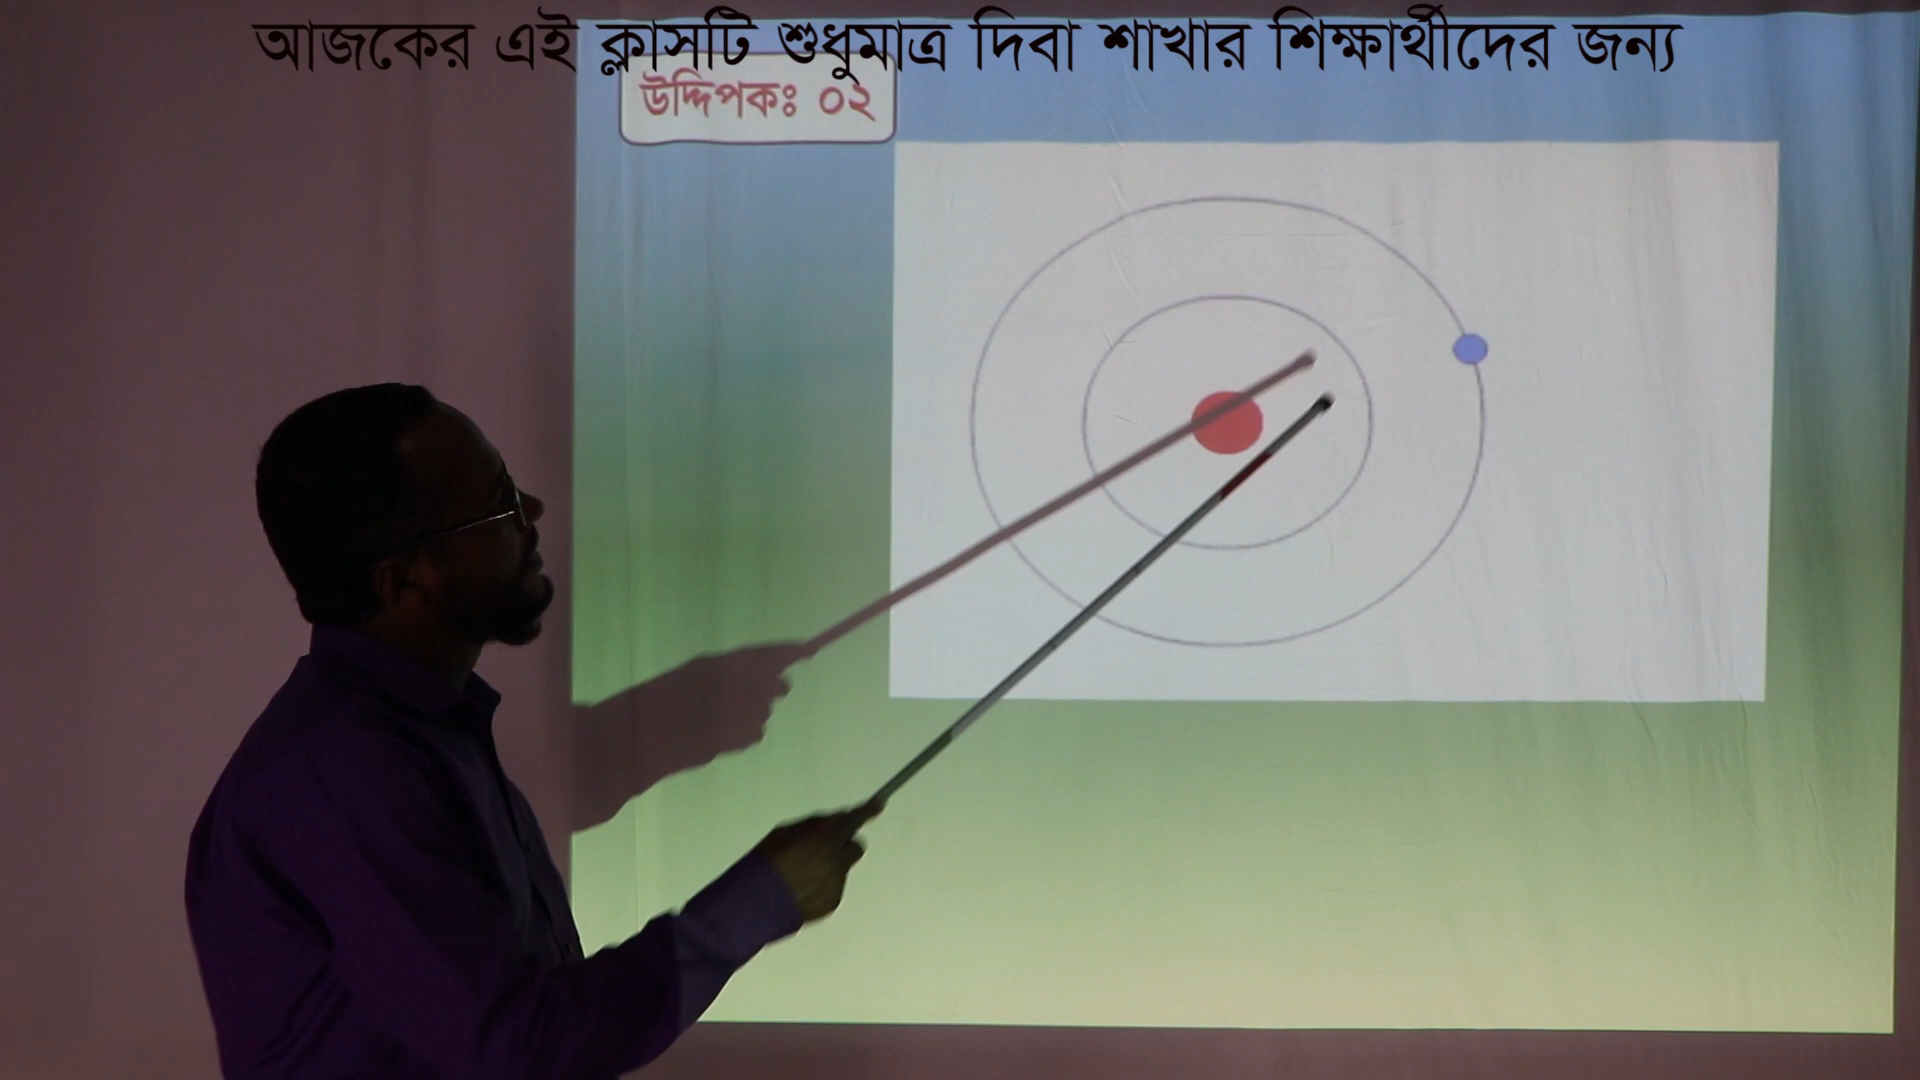 আজকের এই ক্লাসটি শুধুমাত্র দিবা শাখার শিক্ষার্থীদের জন্য
উদ্দিপকঃ ০২